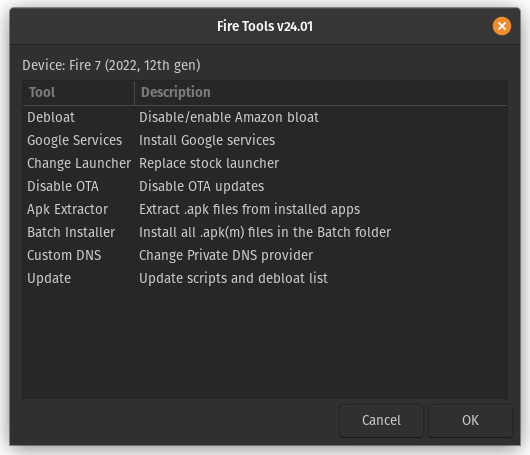 Fire Tools v24.01
Device: Fire 7 (2022, 12th gen)
Tool Description
Debloat Disable/enable Amazon bloat
Google Services Install Google services
Change Launcher Replace stock launcher
Disable OTA Disable OTA updates
Apk Extractor Extract .apk files from installed apps
Batch Installer Install all .apk(m) files in the Batch folder
Custom DNS Change Private DNS provider
Update Update scripts and debloat list
Cancel OK